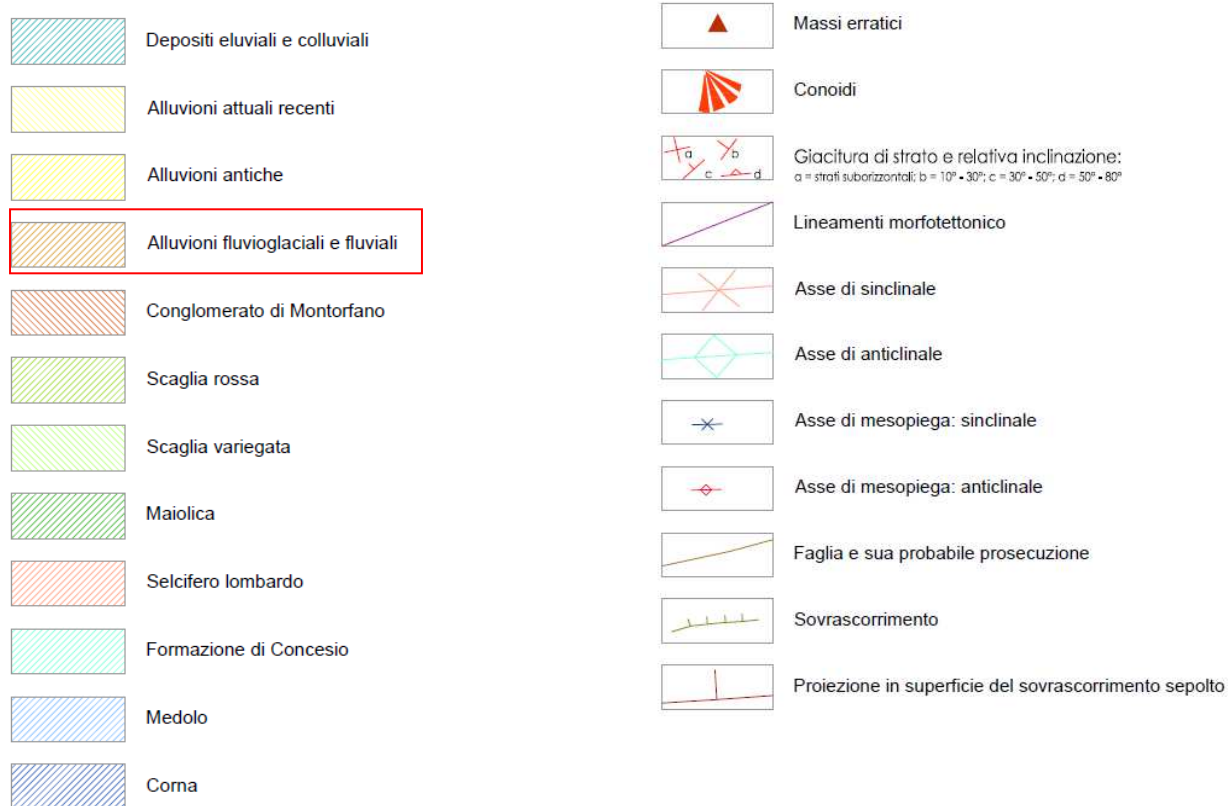 Depositi eluviali e colluviali
Alluvioni attuali recenti
Alluvioni antiche
Alluvioni fluvioglaciali e fluviali
Conglomerato di Montorfano
Scaglia rossa
Scaglia variegata
Maiolica
Selcifero lombardo
Formazione di Concesio
Medolo
Corna
Massi erratici
Conoidi
a b
c d
Giacitura di strato e relativa inclinazione:
a = strati suborizzontali; b = 10° - 30°; c = 30° - 50°; d = 50° - 80°
Lineamenti morfotettonico
Asse di sinclinale
Asse di anticlinale
Asse di mesopiega: sinclinale
Asse di mesopiega: anticlinale
Faglia e sua probabile prosecuzione
Sovrascorrimento
Proiezione in superficie del sovrascorrimento sepolto